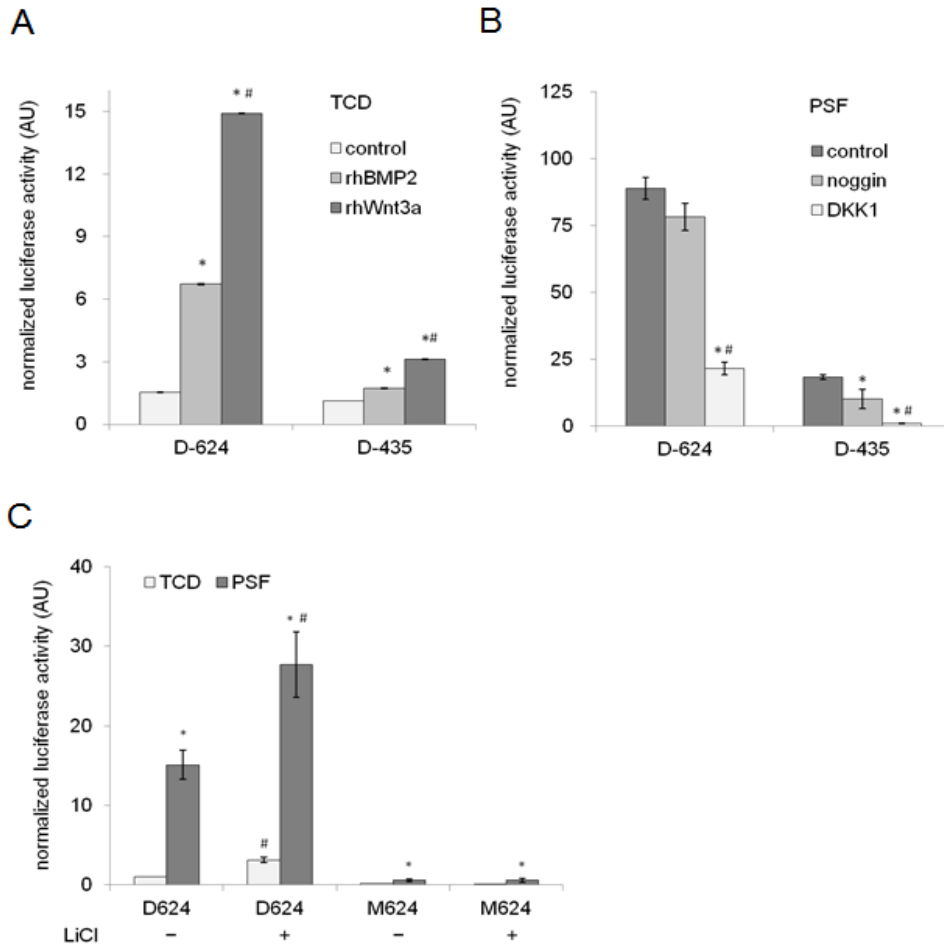 A
normalized luciferase activity (AU)
15
12
9
6
3
0
* #
*
*
*#
TCD
control
rhBMP2
rhWnt3a
D-624
D-435
B
normalized luciferase activity (AU)
125
100
75
50
25
0
PSF
control
noggin
DKK1
* #
*
* #
D-624
D-435
C
normalized luciferase activity (AU)
40
30
20
10
0
TCD
PSF
*
#
* #
*
*
D624 D624 M624 M624
LiCl – + – +